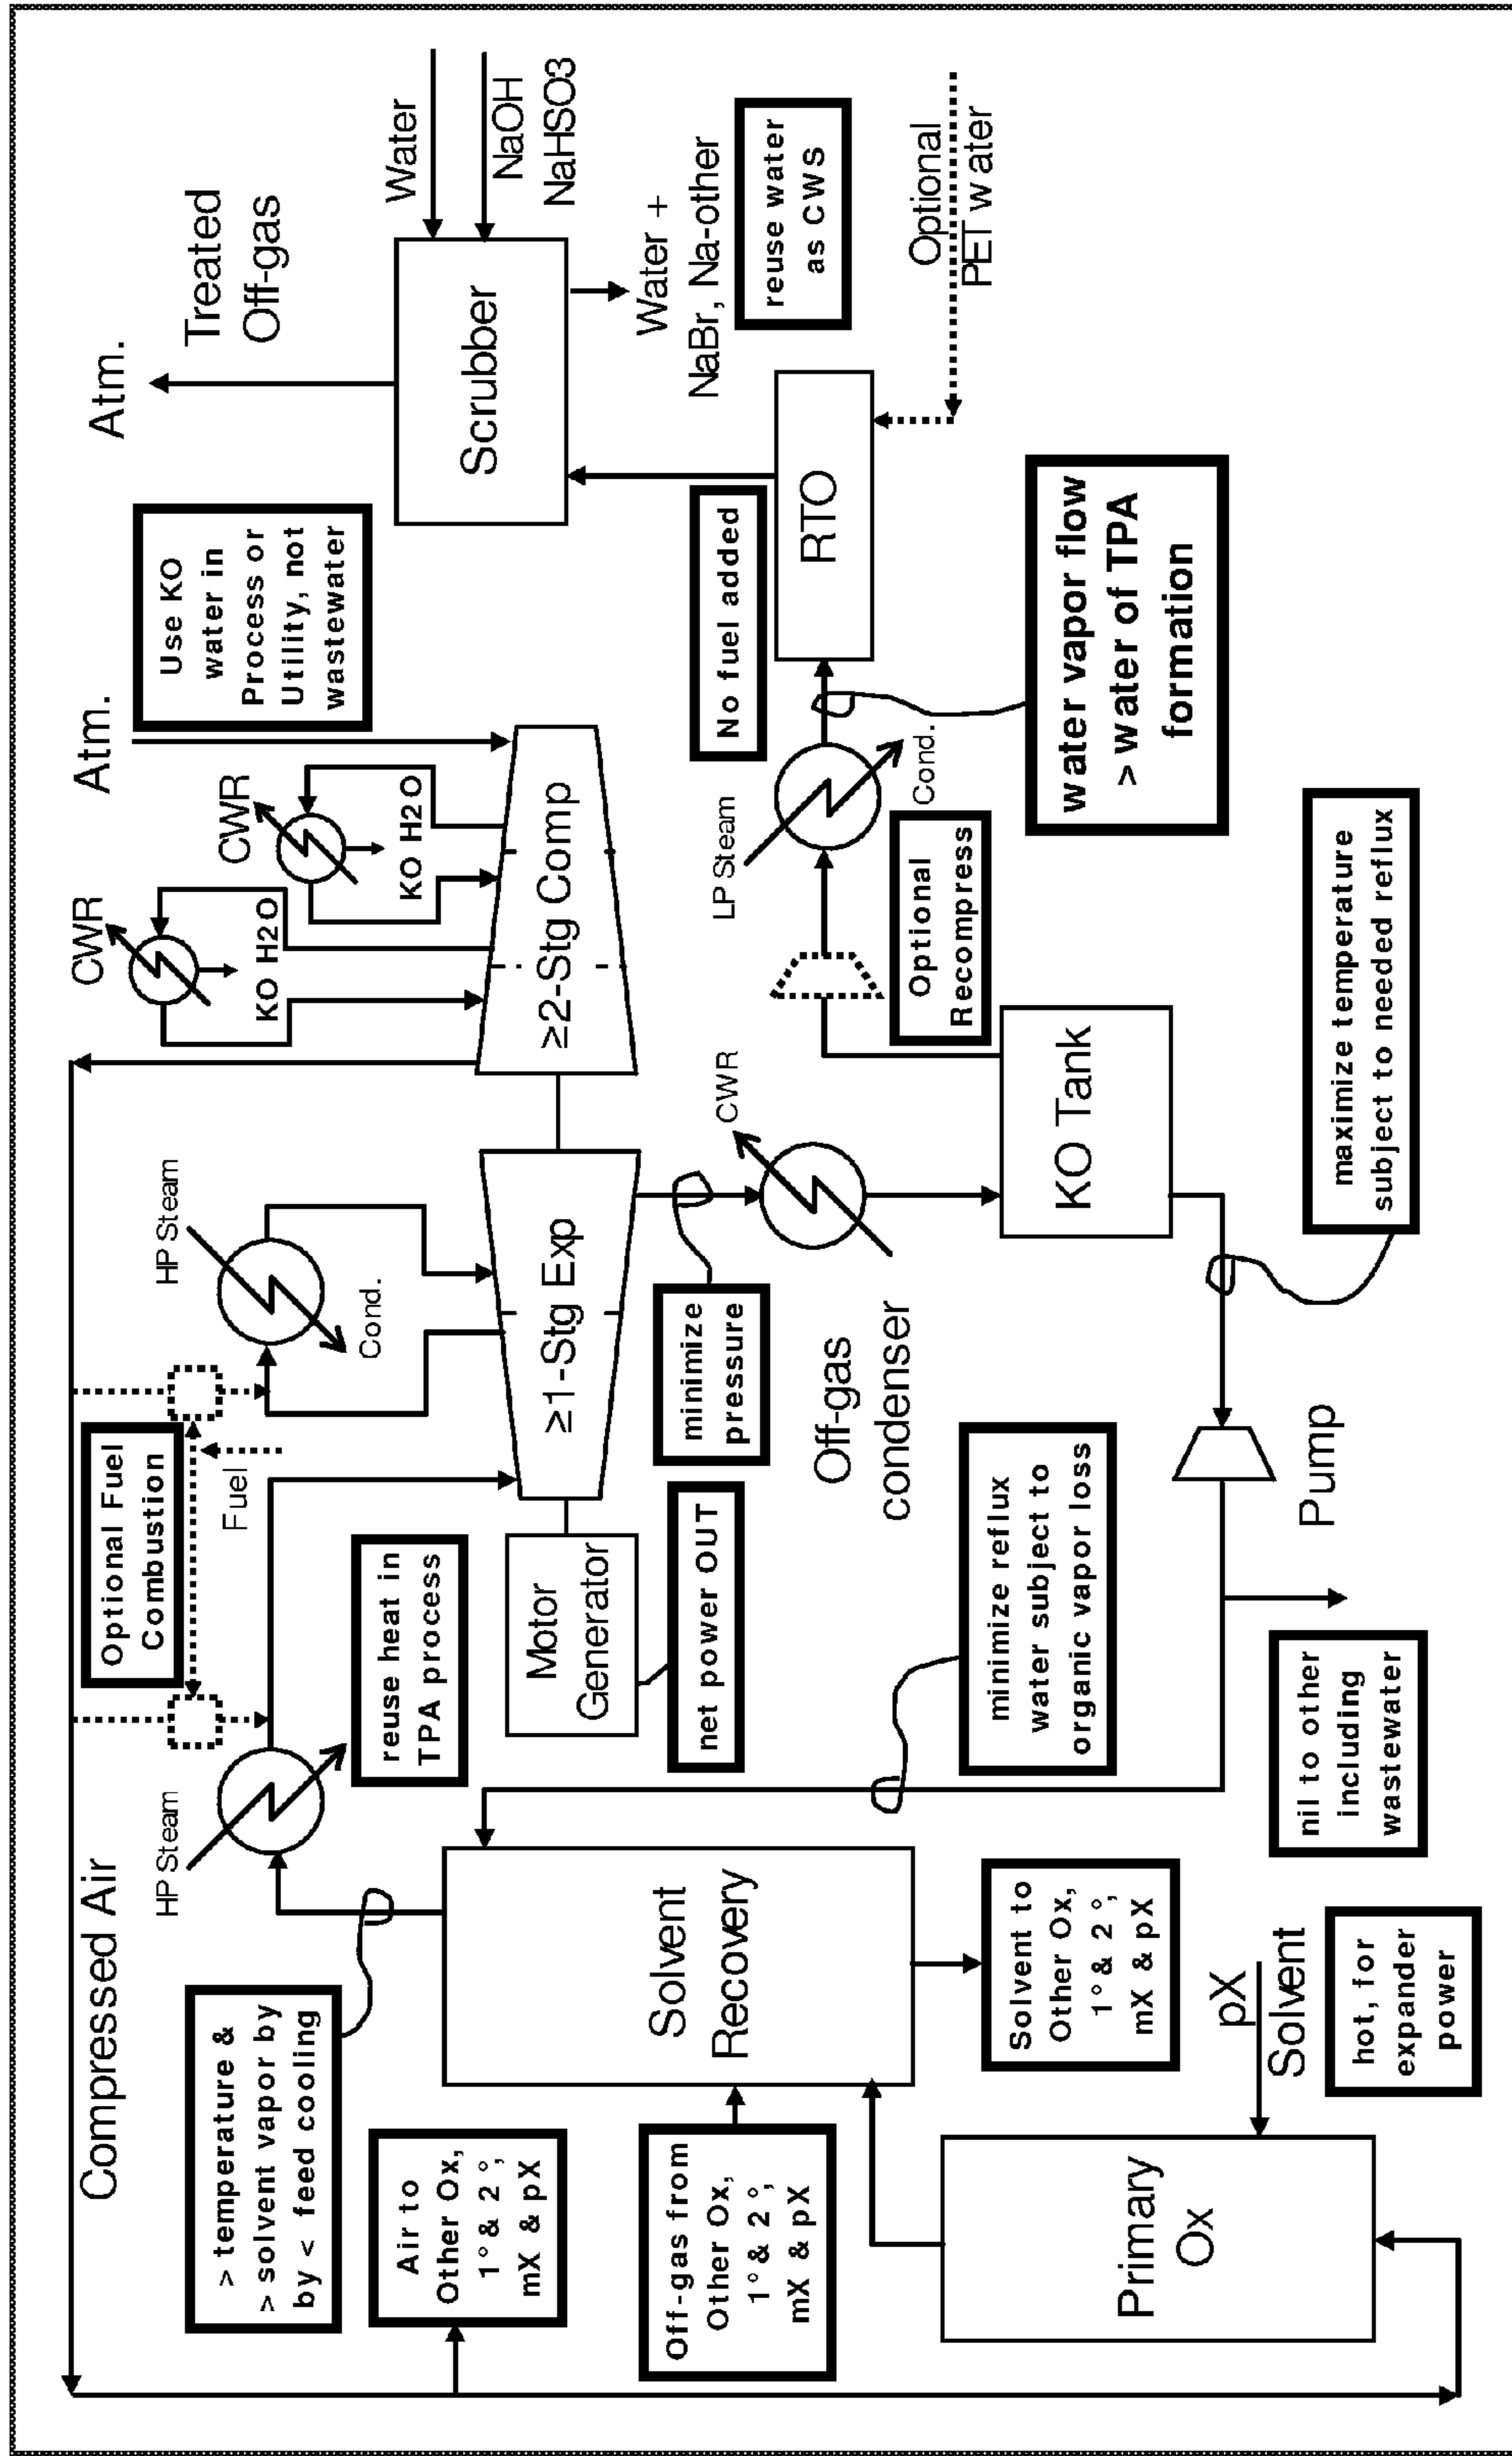 Compressed Air
> temperature &
> solvent vapor by
by < feed cooling
Air to
Other Ox,
1°& 2°,
mX & pX
Off-gas from
Other Ox,
1°& 2°,
mX & pX
Primary
Ox
pX
Solvent
hot, for
expander
power
Solvent
Recovery
Solvent to
Other Ox,
1°& 2°,
mX & pX
HP Steam
reuse heat in
TPA process
Optional Fuel
Combustion
Fuel
Motor
Generator
net power OUT
minimize reflux
water subject to
organic vapor loss
nil to other
including
wastewater
Pump
HP Steam
Cond.
≥1-Stg Exp
minimize
pressure
Off-gas
condenser
CWR
KO Tank
maximize temperature
subject to needed reflux
CWR
KO H2O
CWR
KO H2O
≥2-Stg Comp
Atm.
Use KO
water in
Process or
Utility, not
wastewater
Optional
Recompress
LP Steam
Cond.
No fuel added
RTO
water vapor flow
> water of TPA
formation
Atm.
Treated
Off-gas
Scrubber
Water
NaOH
NaHSO3
Water +
NaBr, Na-other
reuse water
as CWS
Optional
PET water